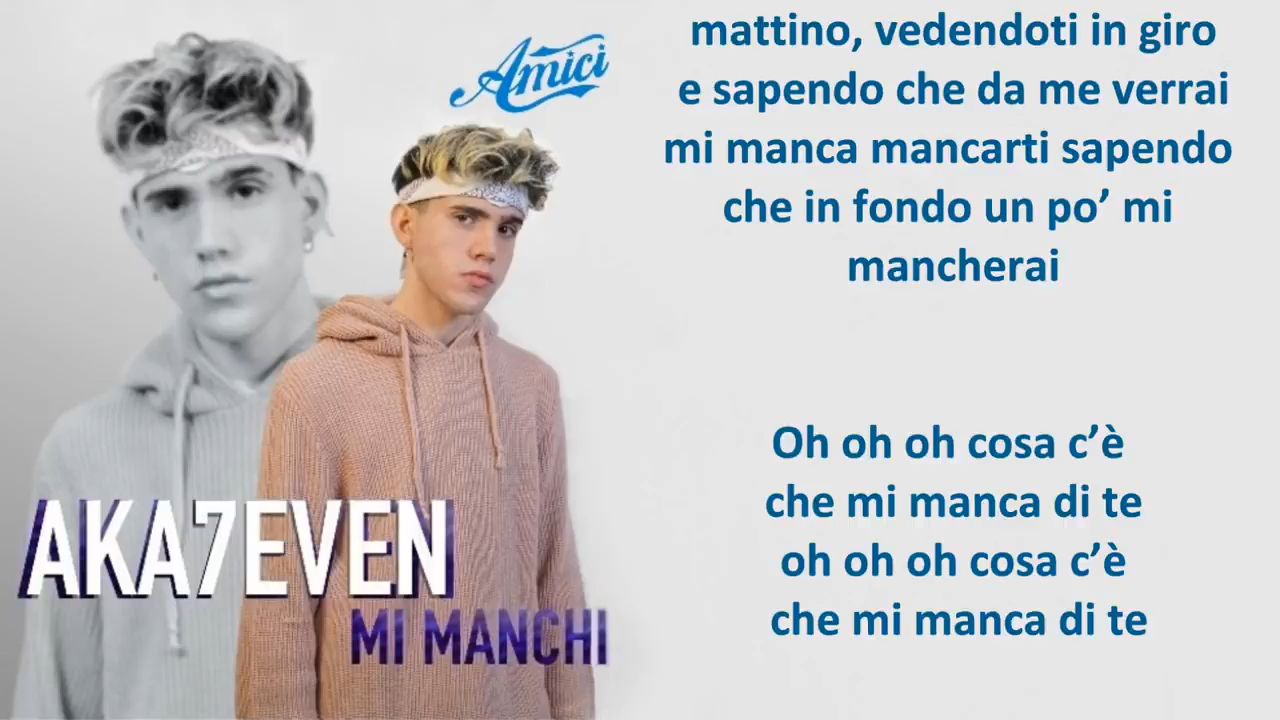 Amici
AKA7EVEN
MI MANCHI
mattino, vedendoti in giro
e sapendo che da me verrai
mi manca mancarti sapendo
che in fondo un po’ mi
mancherai
Oh oh oh cosa c’è
che mi manca di te
oh oh oh cosa c’è
che mi manca di te